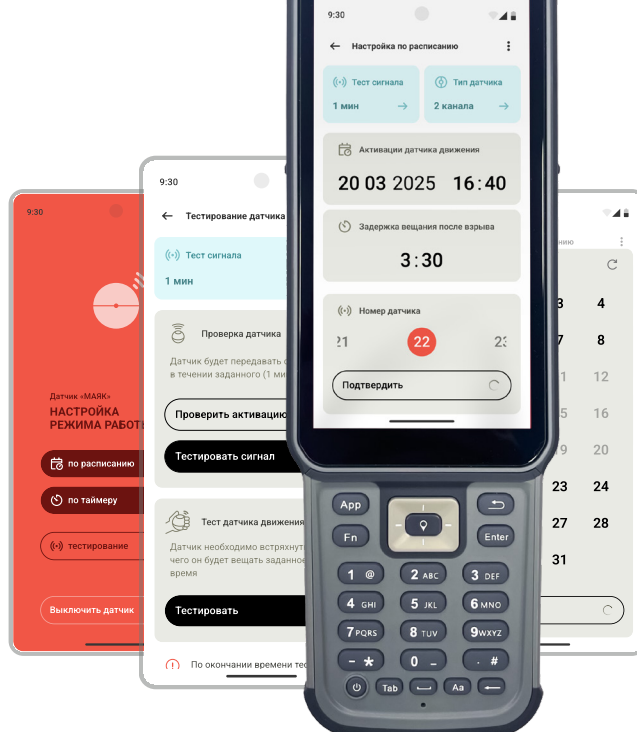 9:30
Настройка по расписанию
Тест сигнала
1 мин
Тип датчика
2 канала
Активации датчика движения
20 03 2025 16:40
Задержка вещания после взрыва
3:30
Номер датчика
21 22 23
Подтвердить
9:30
Тестирование датчика
Тест сигнала
1 мин
Проверка датчика
Датчик будет передавать
в течении заданного (1 ми
Проверить активацию
Тестировать сигнал
Тест датчика движения
Датчик необходимо встряхнут
чего он будет вещать заданное
время
Тестировать
По окончании времени тес
9:30
Датчик «МАЯК»
НАСТРОЙКА
РЕЖИМА РАБОТЫ
по расписанию
по таймеру
тестирование
Выключить датчик
нию
3 4
7 8
1 12
5 16
9 20
23 24
27 28
31
App
Fn Enter
1 @ 2 ABC 3 DEF
4 GHI 5 JKL 6 MNO
7 PQRS 8 TUV 9 WXYZ
- * 0 _ . #
Tab Aa